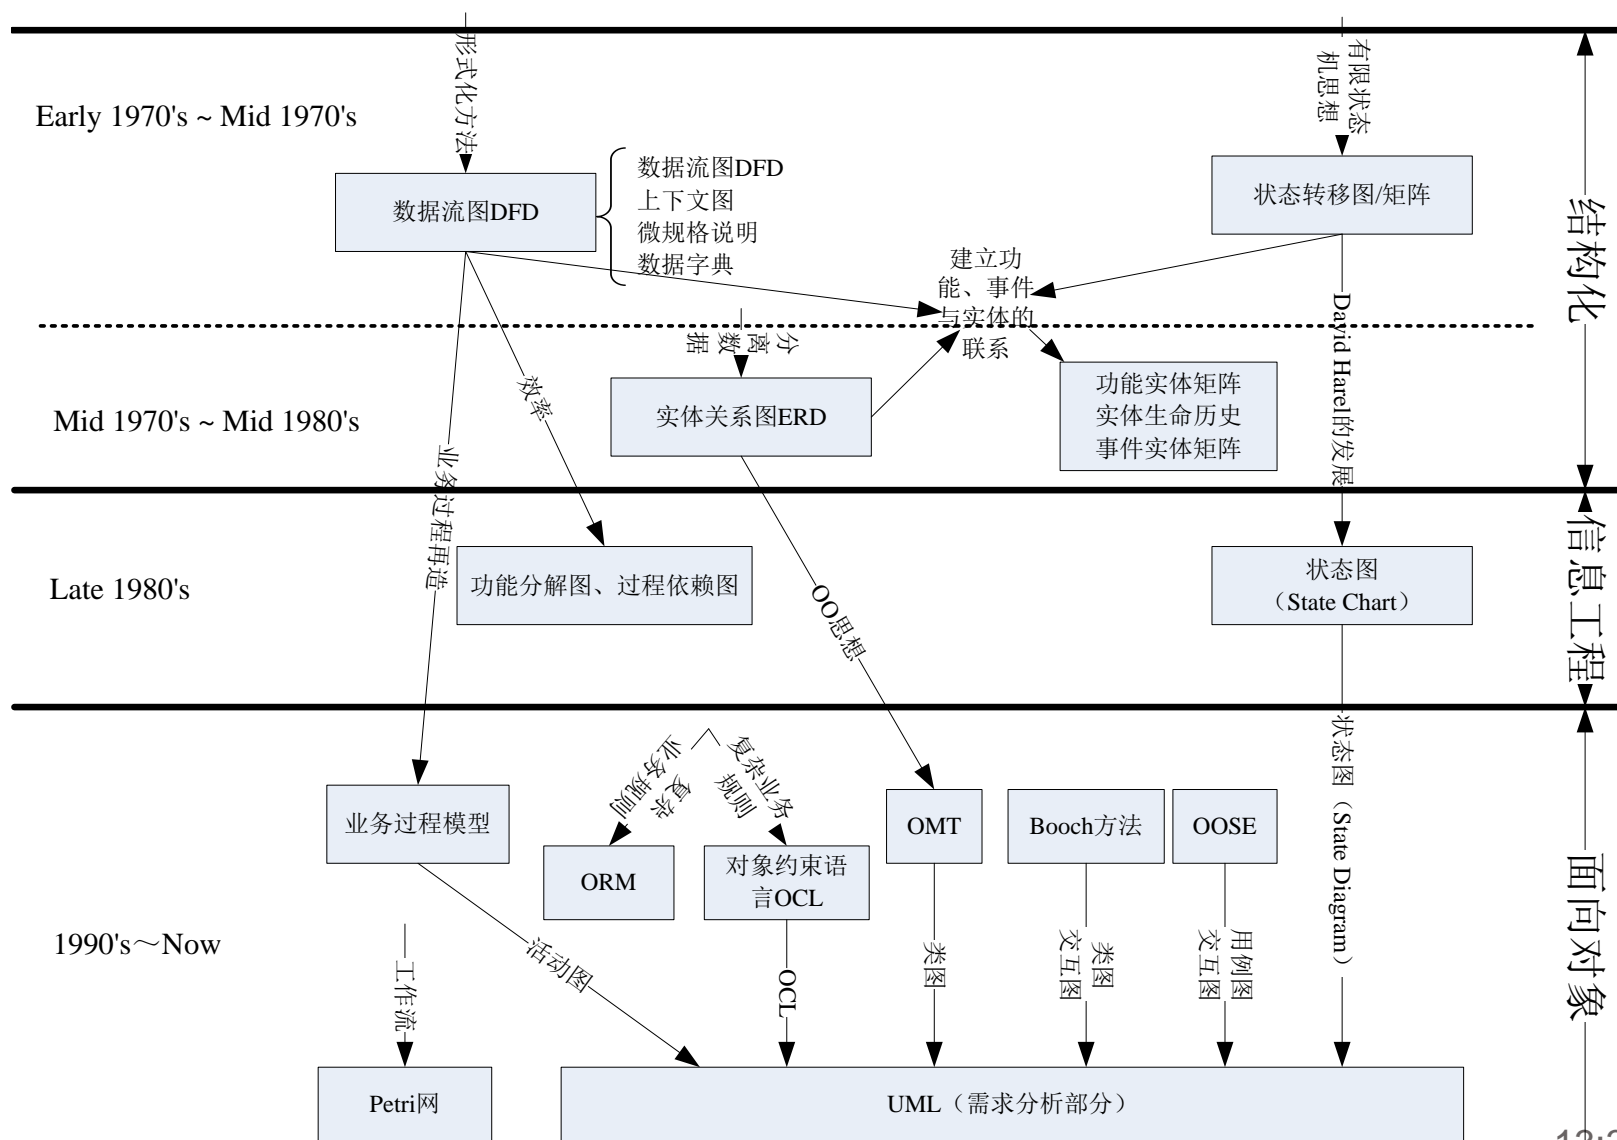 形式化方法
有限状态
机思想
Early 1970's ~ Mid 1970's
数据流图DFD
数据流图DFD
上下文图
微规格说明
数据字典
状态转移图/矩阵
结构化
建立功
能、事件
与实体的
联系
David Harel的发展
分离数据
效率
Mid 1970's ~ Mid 1980's
实体关系图ERD
功能实体矩阵
实体生命历史
事件实体矩阵
业务过程再造
Late 1980's
功能分解图、过程依赖图
OO思想
状态图
（State Chart）
信息工程
复杂
业务规则
复杂业务
规则
状态图（State Diagram）
业务过程模型
ORM
对象约束语
言OCL
OMT
Booch方法
OOSE
面向对象
1990's～Now
工作流
活动图
OCL
类图
类图
交互图
用例图
交互图
Petri网
UML（需求分析部分）